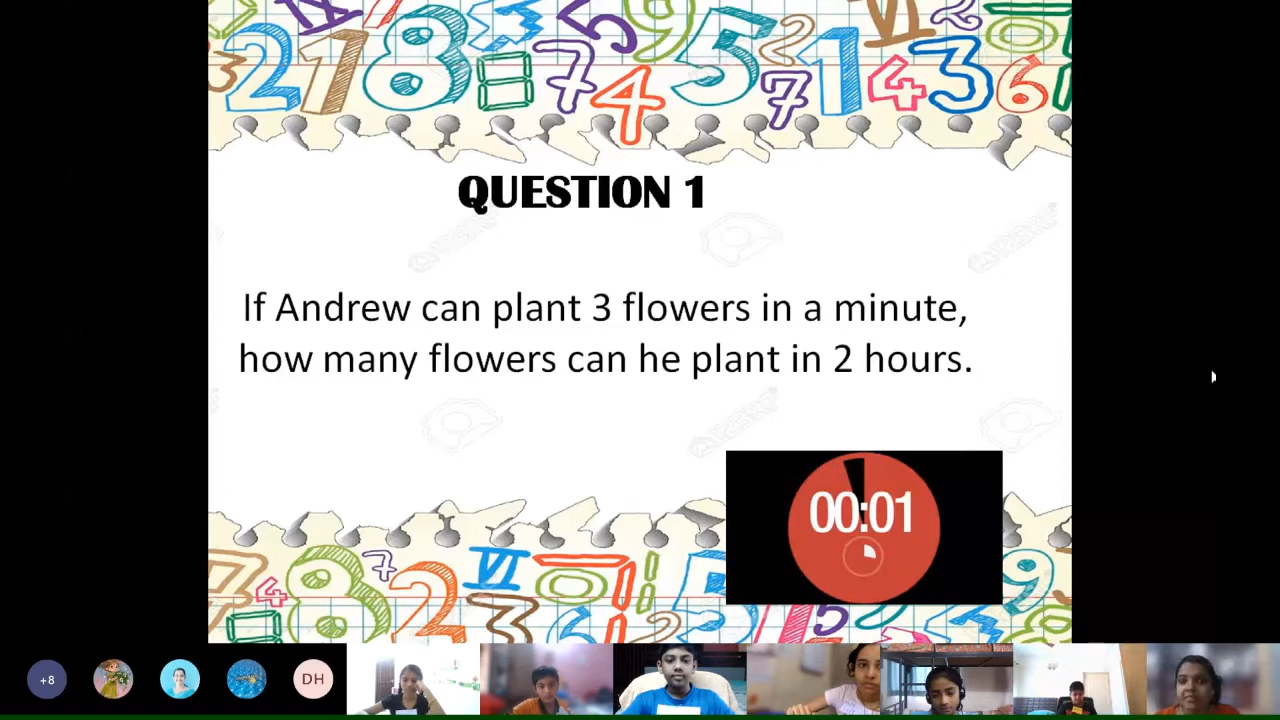 QUESTION 1
If Andrew can plant 3 flowers in a minute,
how many flowers can he plant in 2 hours.
00:01
+8
DH